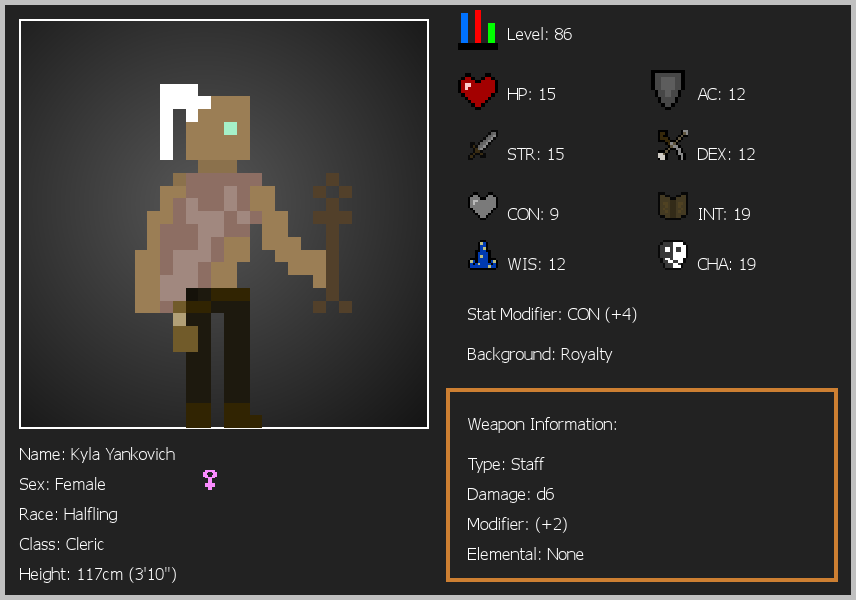 Level: 86
HP: 15
AC: 12
STR: 15
DEX: 12
CON: 9
INT: 19
WIS: 12
CHA: 19
Stat Modifier: CON (+4)
Background: Royalty
Weapon Information:
Type: Staff
Damage: d6
Modifier: (+2)
Elemental: None
Name: Kyla Yankovich
Sex: Female
Race: Halfling
Class: Cleric
Height: 117cm (3'10")